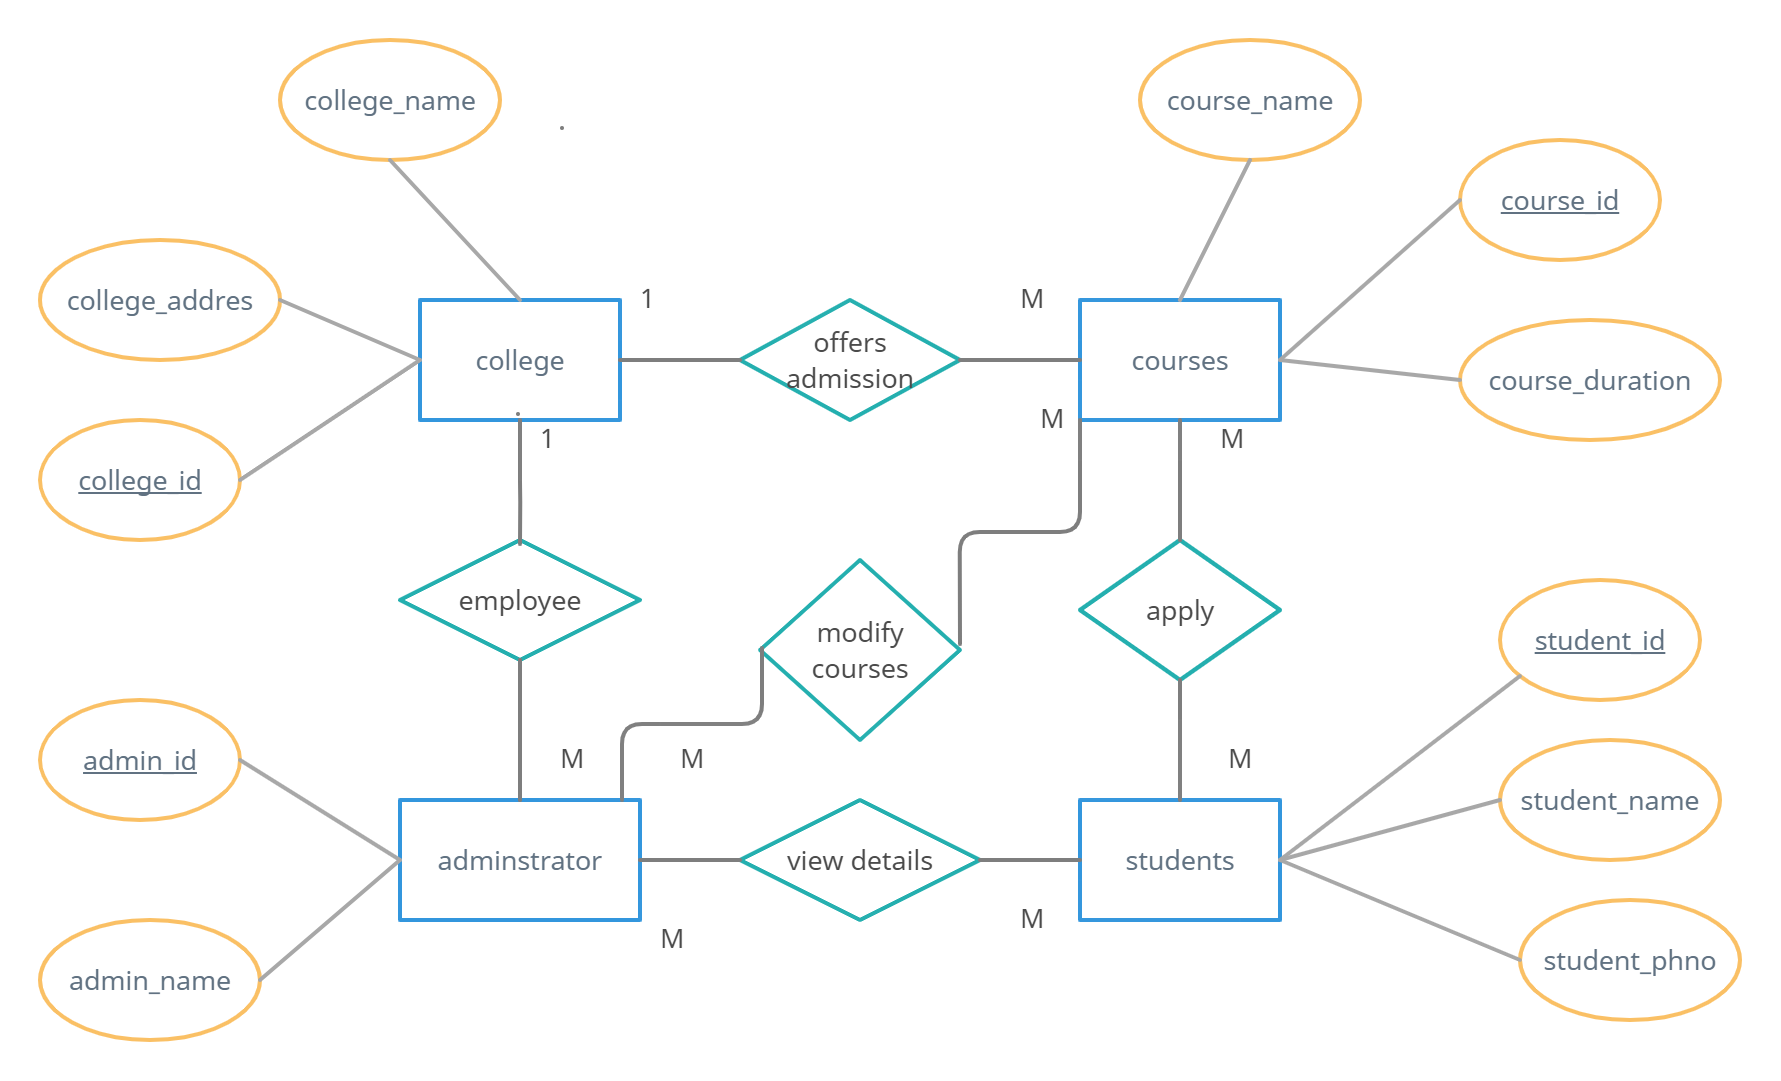 college_name
course_name
course_id
college_addres
1
M
offers
admission
college
courses
course_duration
M
1
M
college_id
employee
modify
courses
apply
student_id
admin_id
M
M
M
student_name
adminstrator
view details
students
M
M
student_phno
admin_name